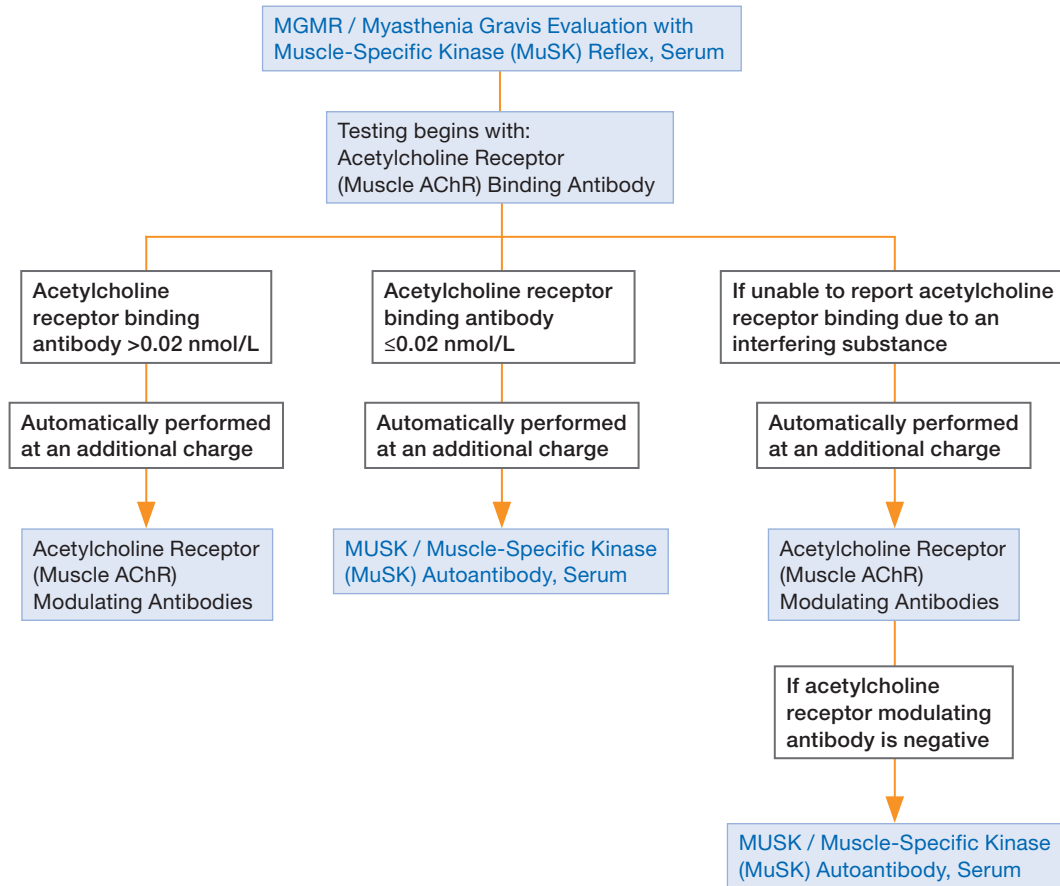 MGMR / Myasthenia Gravis Evaluation with
Muscle-Specific Kinase (MuSK) Reflex, Serum
Testing begins with:
Acetylcholine Receptor
(Muscle AChR) Binding Antibody
Acetylcholine
receptor binding
antibody >0.02 nmol/L
Automatically performed
at an additional charge
Acetylcholine Receptor
(Muscle AChR)
Modulating Antibodies
Acetylcholine receptor
binding antibody
≤0.02 nmol/L
Automatically performed
at an additional charge
MUSK / Muscle-Specific Kinase
(MuSK) Autoantibody, Serum
If unable to report acetylcholine
receptor binding due to an
interfering substance
Automatically performed
at an additional charge
Acetylcholine Receptor
(Muscle AChR)
Modulating Antibodies
If acetylcholine
receptor modulating
antibody is negative
MUSK / Muscle-Specific Kinase
(MuSK) Autoantibody, Serum